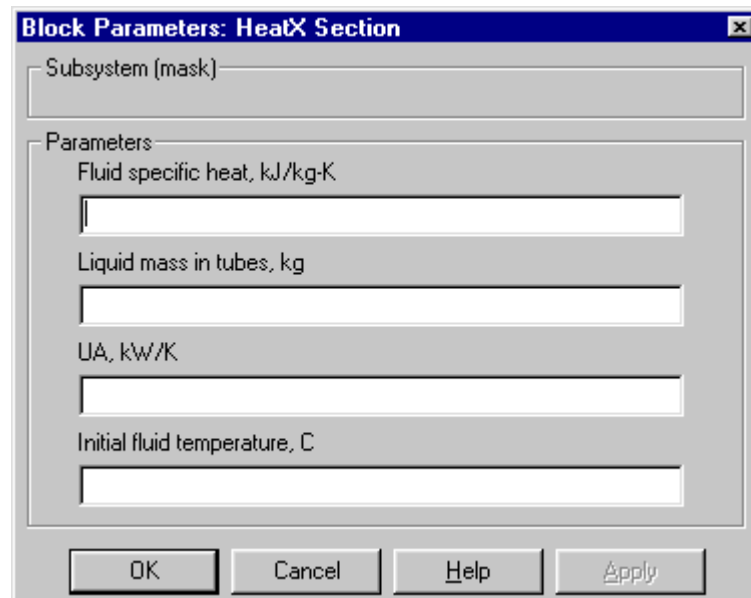 Block Parameters: HeatX Section
Subsystem (mask)
Parameters
Fluid specific heat, kJ/kg-K
Liquid mass in tubes, kg
UA, kW/K
Initial fluid temperature, C
OK Cancel Help Apply